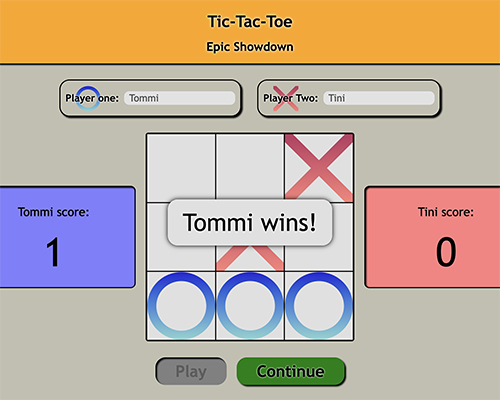 Tic-Tac-Toe
Epic Showdown
Player one: Tommi
Player Two: Tini
Tommi score:
1
Tommi wins!
Tini score:
0
Play
Continue